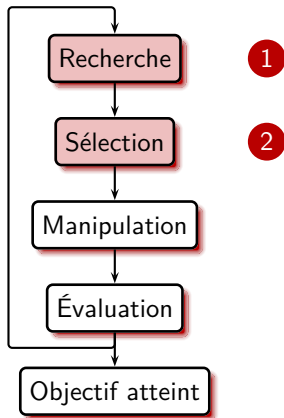 Recherche 1
Sélection 2
Manipulation
Évaluation
Objectif atteint